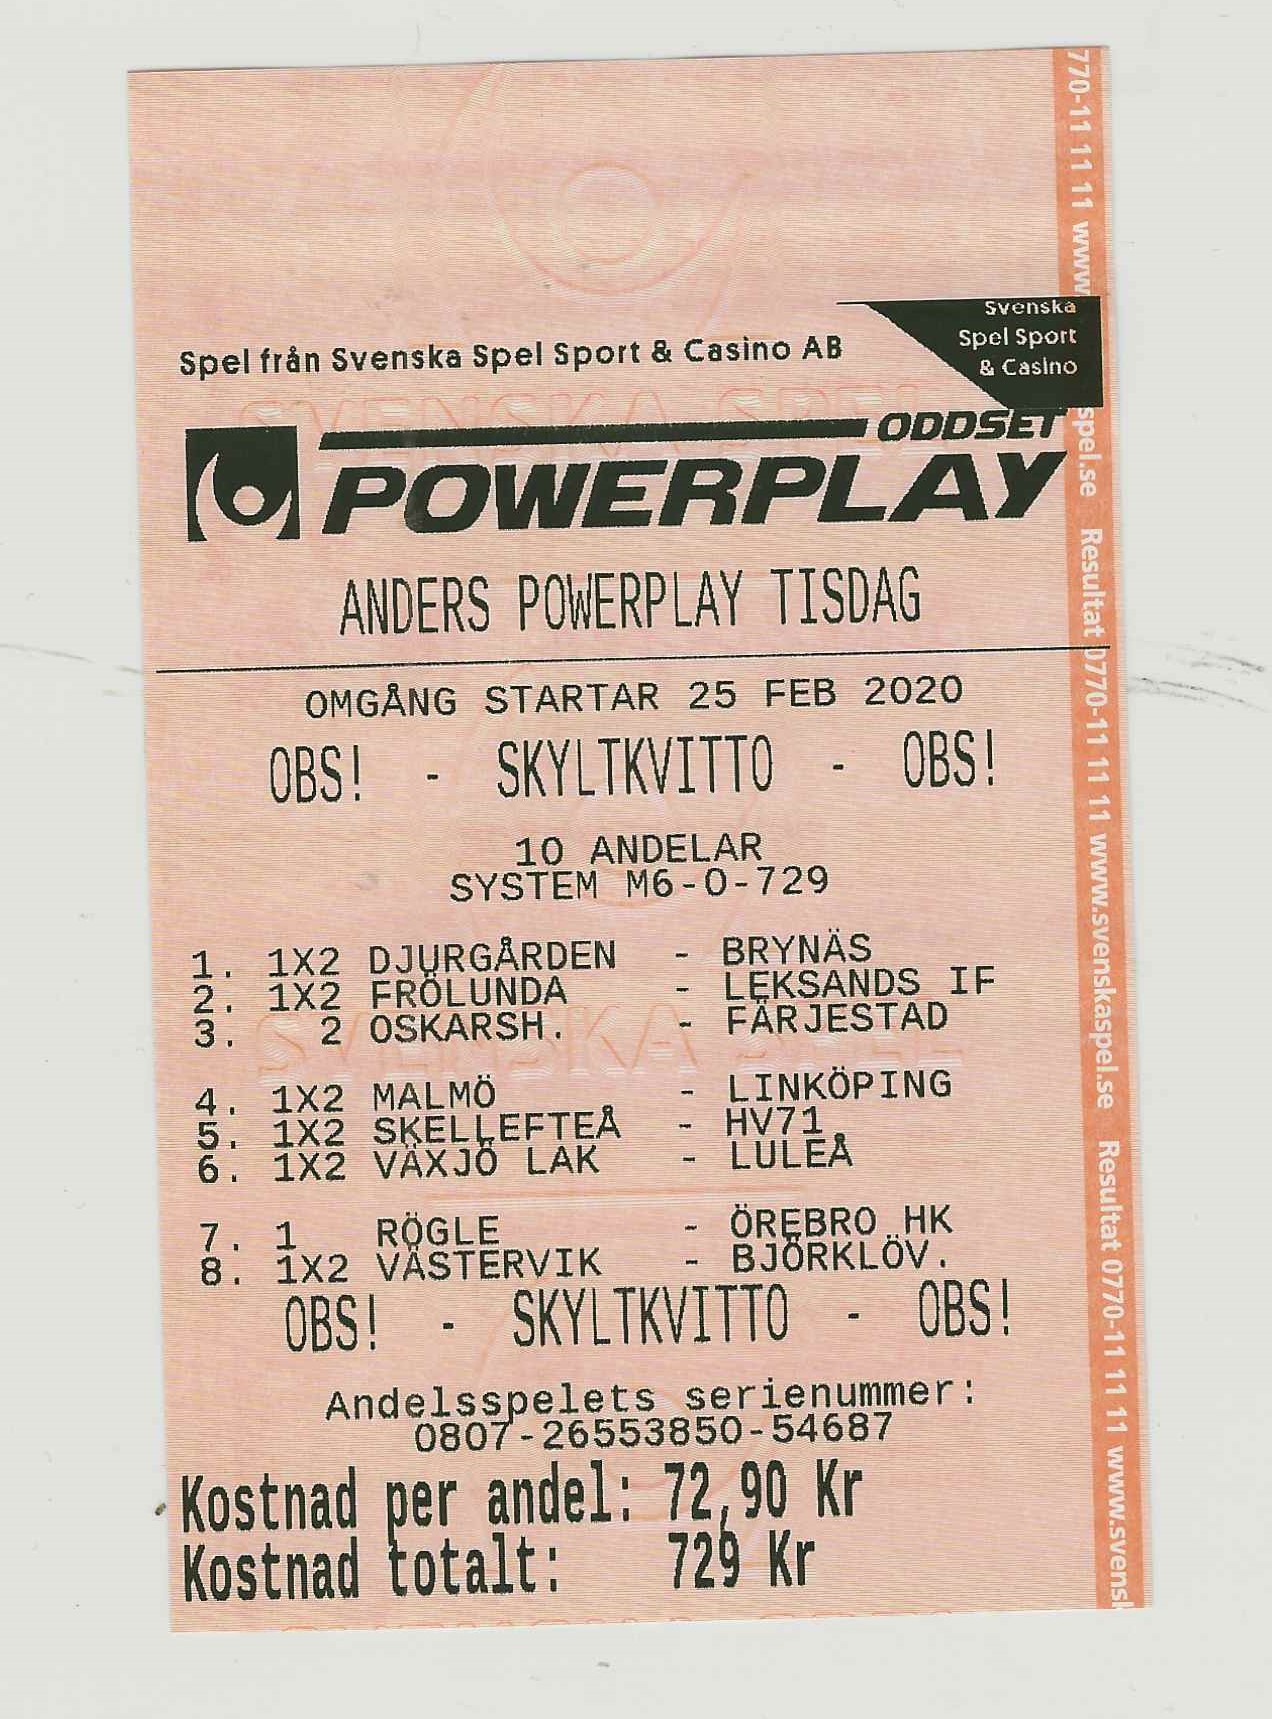 Svenska
Spel Sport
& Casino
Spel från Svenska Spel Sport & Casino AB
ODDSET
POWERPLAY
ANDERS POWERPLAY TISDAG
OMGÅNG STARTAR 25 FEB 2020
OBS! - SKYLTKVITTO - OBS!
10 ANDELAR
SYSTEM M6-0-729
1. 1X2 DJURGÅRDEN - BRYNÄS
2. 1X2 FRÖLUNDA - LEKSANDS IF
3. 2 OSKARSH. - FÄRJESTAD
4. 1X2 MALMÖ - LINKÖPING
5. 1X2 SKELLEFTEÅ - HV71
6. 1X2 VÄXJÖ LAK - LULEÅ
7. 1 RÖGLE - ÖREBRO HK
8. 1X2 VÄSTERVIK - BJÖRKLÖV.
OBS! - SKYLTKVITTO - OBS!
Andelsspelets serienummer:
0807-26553850-54687
Kostnad per andel: 72,90 Kr
Kostnad totalt: 729 Kr
770-11 11 11 www. spel.se Resultat 0770-11 11 11 www.svenskaspel.se Resultat 0770-11 11 11 www.svensk
SVENSKA SPEL
SVENSKA SPEL